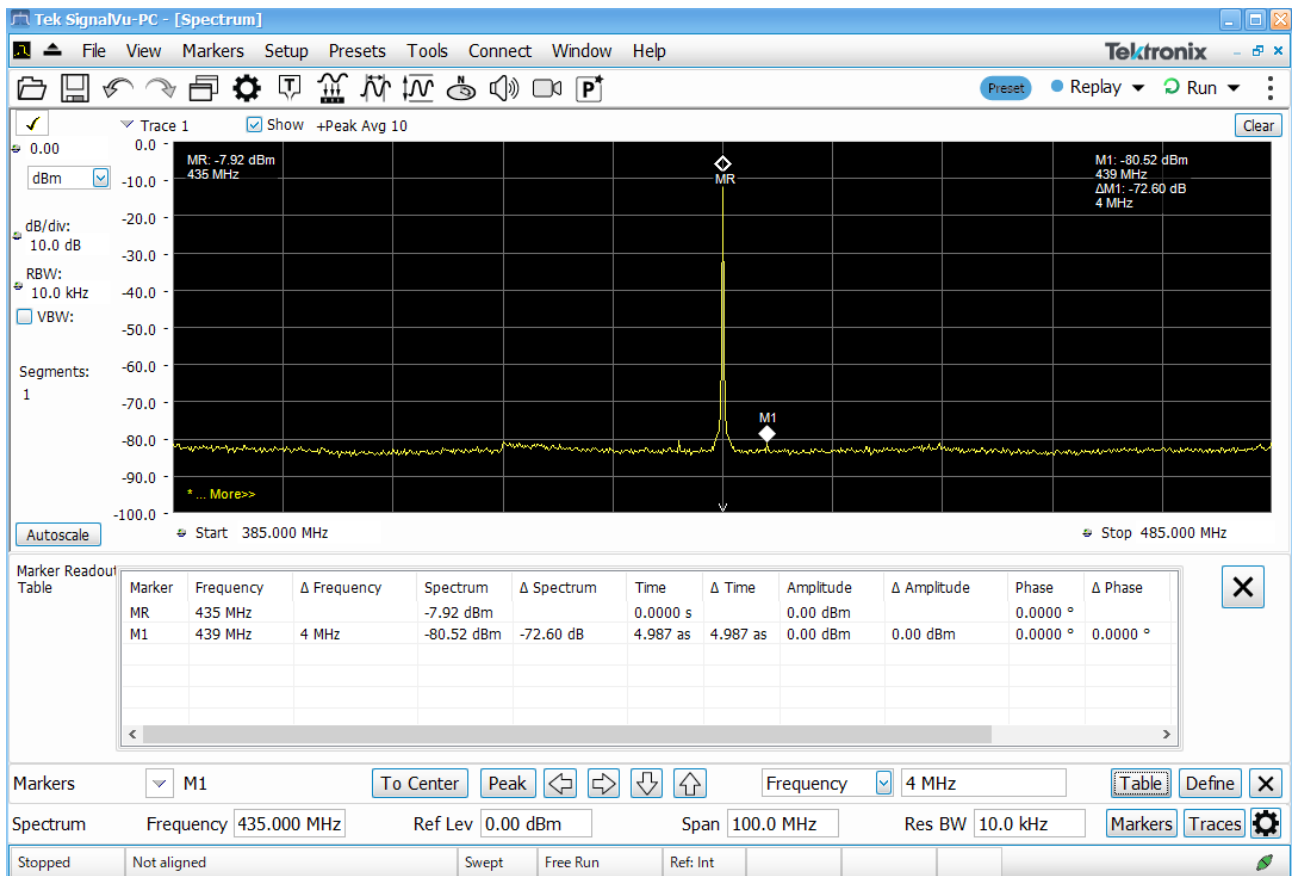 Tek SignalVu-PC - [Spectrum]
File View Markers Setup Presets Tools Connect Window Help
Tektronix
Preset Replay Run
Trace 1 Show +Peak Avg 10 Clear
0.00
dBm
dB/div:
10.0 dB
RBW:
10.0 kHz
VBW:
Segments:
1
Autoscale
0.0
-10.0
-20.0
-30.0
-40.0
-50.0
-60.0
-70.0
-80.0
-90.0
-100.0
MR: -7.92 dBm
435 MHz
MR
M1: -80.52 dBm
439 MHz
ΔM1: -72.60 dB
4 MHz
M1
* ... More>>
Start 385.000 MHz Stop 485.000 MHz
Marker Readout
Table
Marker Frequency Δ Frequency Spectrum Δ Spectrum Time Δ Time Amplitude Δ Amplitude Phase Δ Phase
MR 435 MHz -7.92 dBm 0.0000 s 0.00 dBm 0.0000 °
M1 439 MHz 4 MHz -80.52 dBm -72.60 dB 4.987 as 4.987 as 0.00 dBm 0.00 dBm 0.0000 ° 0.0000 °
Markers M1 To Center Peak Frequency 4 MHz Table Define
Spectrum Frequency 435.000 MHz Ref Lev 0.00 dBm Span 100.0 MHz Res BW 10.0 kHz Markers Traces
Stopped Not aligned Swept Free Run Ref: Int